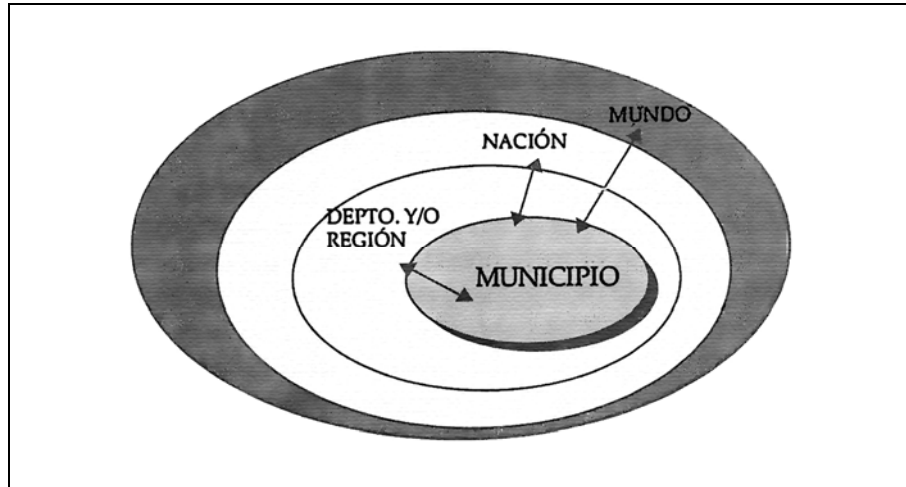 MUNDO
NACIÓN
DEPTO. Y/O
REGIÓN
MUNICIPIO